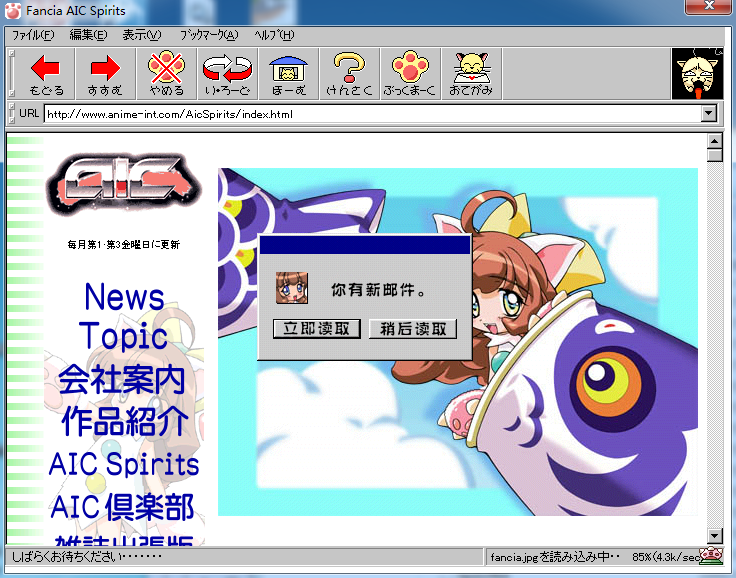 Fancia AIC Spirits
ファイル(F) 編集(E) 表示(V) ブックマーク(A) ヘルプ(H)
もどる すすむ やめる り・ろーど ほーむ けんさく ぶっくまーく おてがみ
URL http://www.anime-int.com/AicSpirits/index.html
AIC
毎月第1・第3金曜日に更新
News
Topic
会社案内
作品紹介
AIC Spirits
AIC倶楽部
雑誌出張版
你有新邮件。
立即读取 稍后读取
しばらくお待ちください・・・・・・・ fancia.jpgを読み込み中・・ 85%(4.3k/sec)